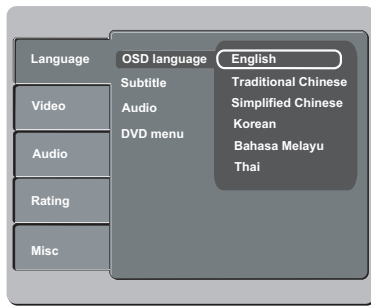 Language
Video
Audio
Rating
Misc
OSD language
Subtitle
Audio
DVD menu
English
Traditional Chinese
Simplified Chinese
Korean
Bahasa Melayu
Thai